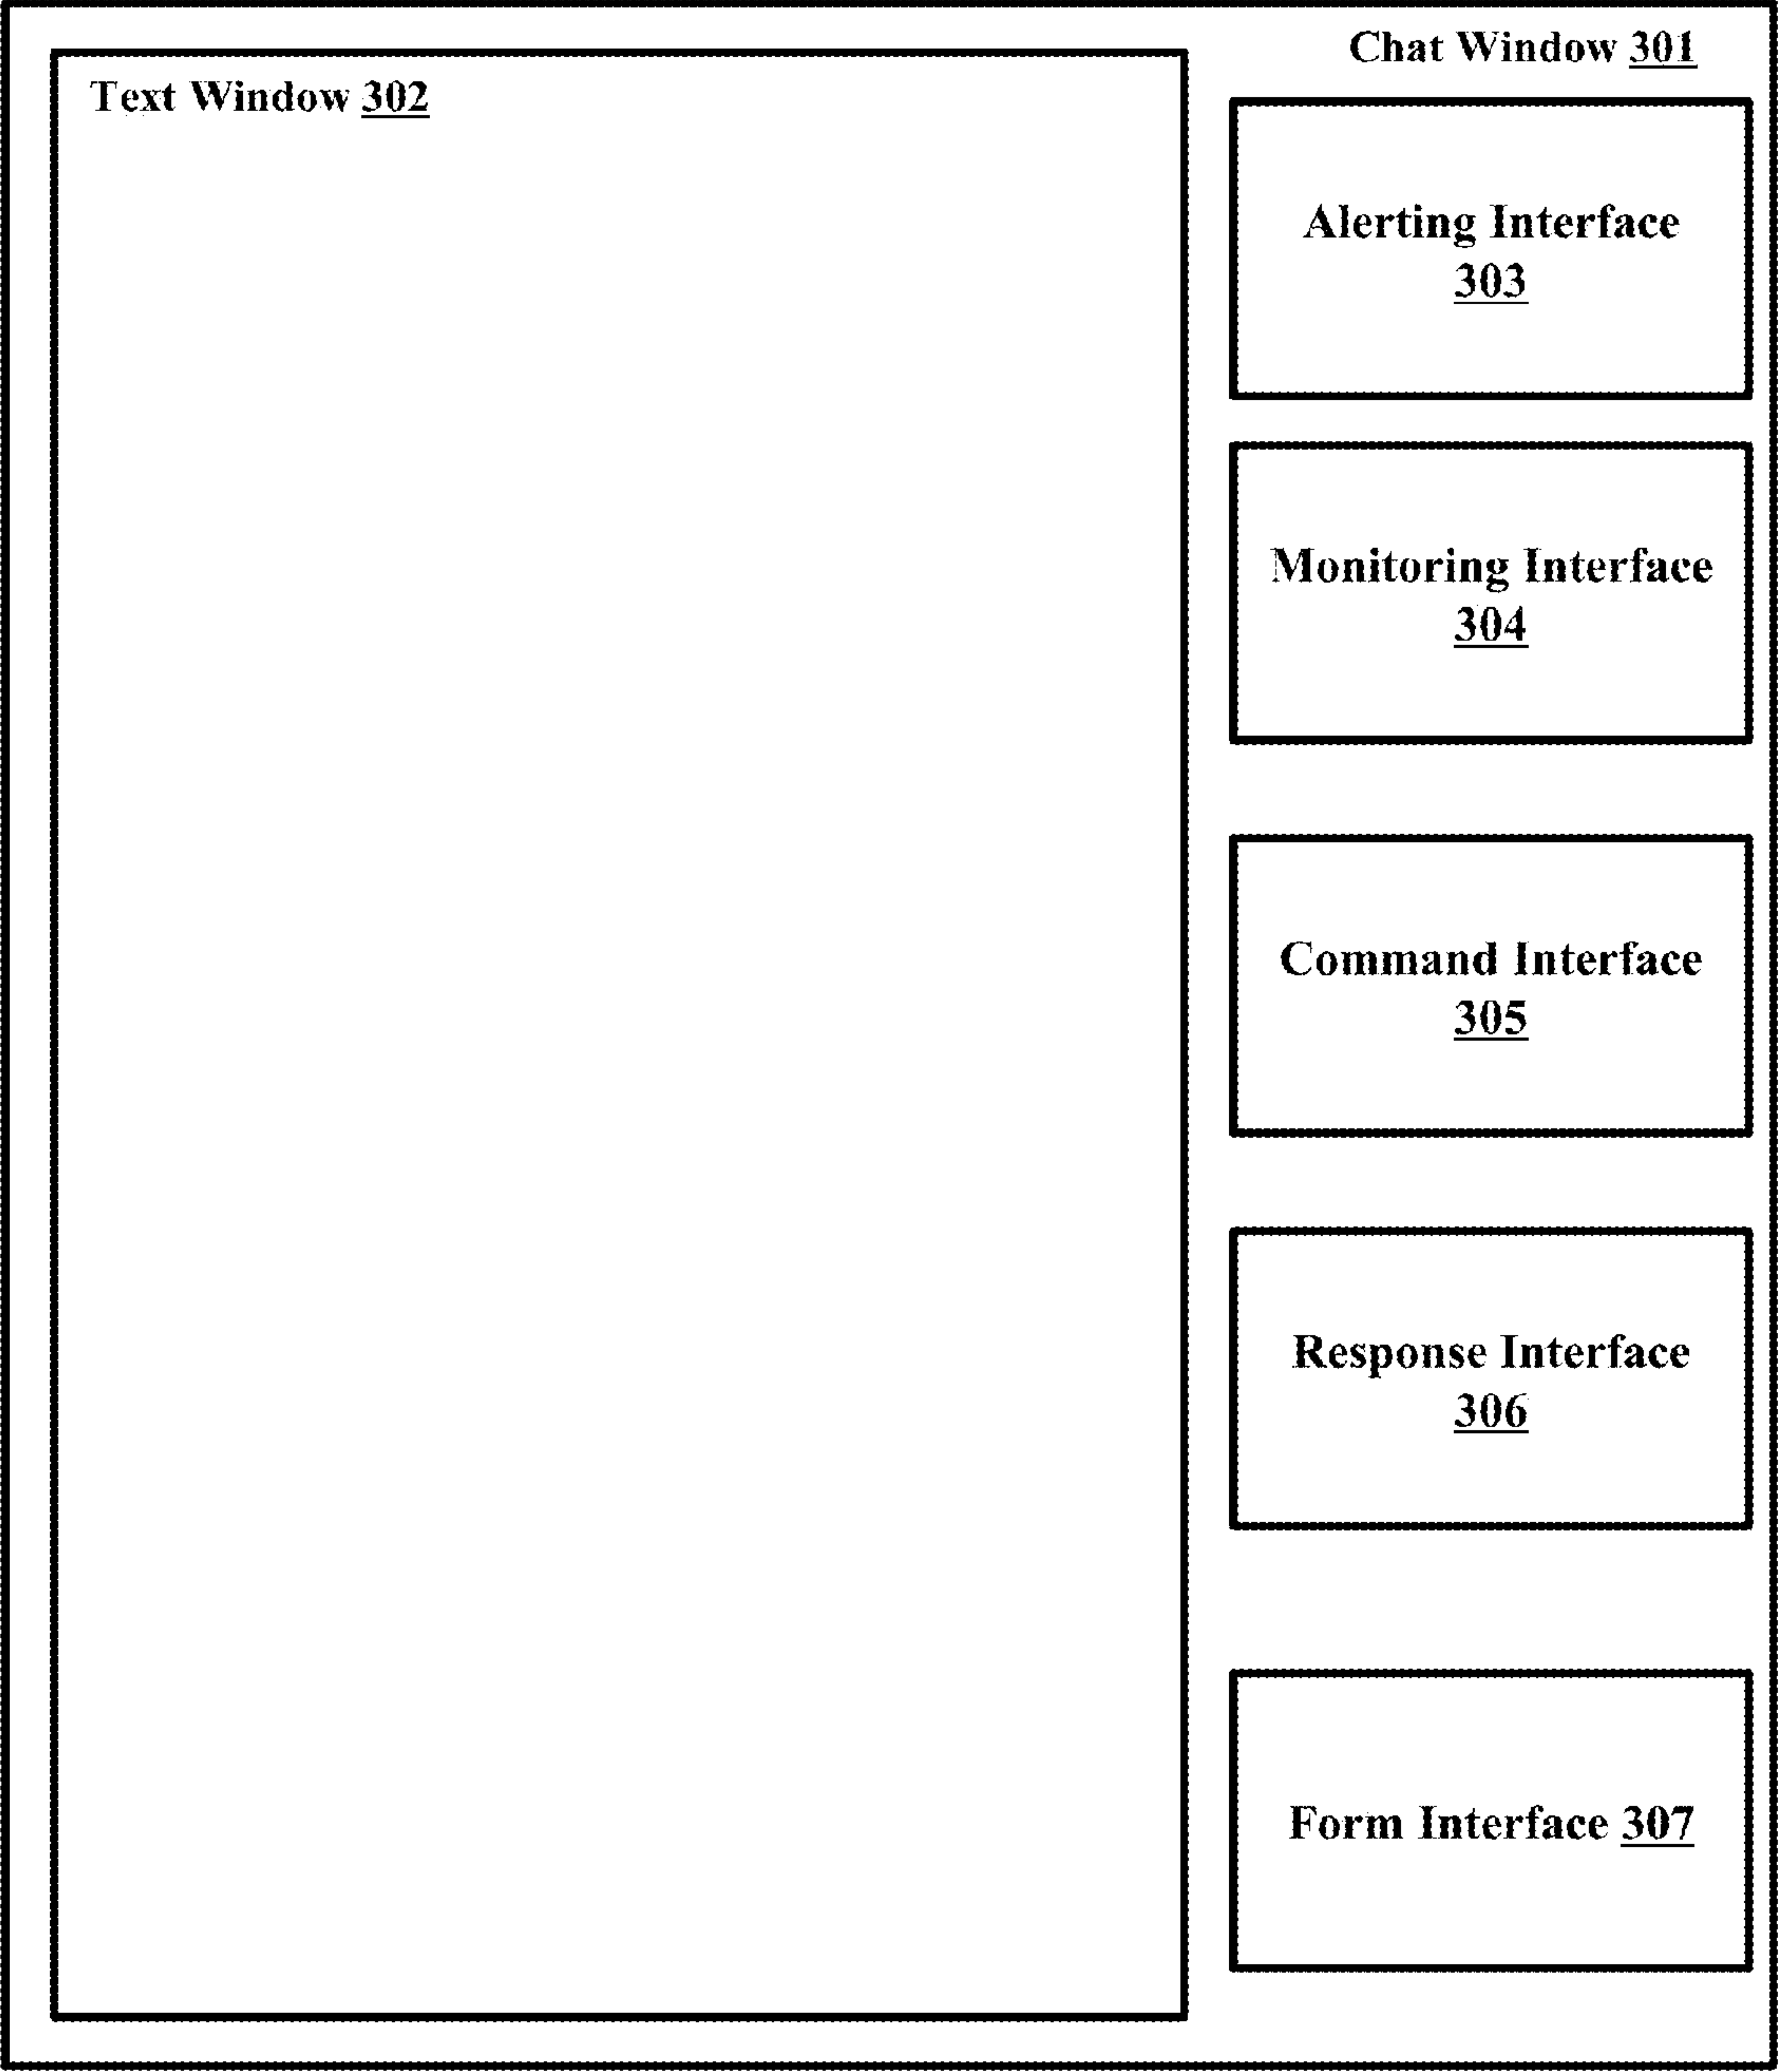 Chat Window 301
Text Window 302
Alerting Interface
303
Monitoring Interface
304
Command Interface
305
Response Interface
306
Form Interface 307